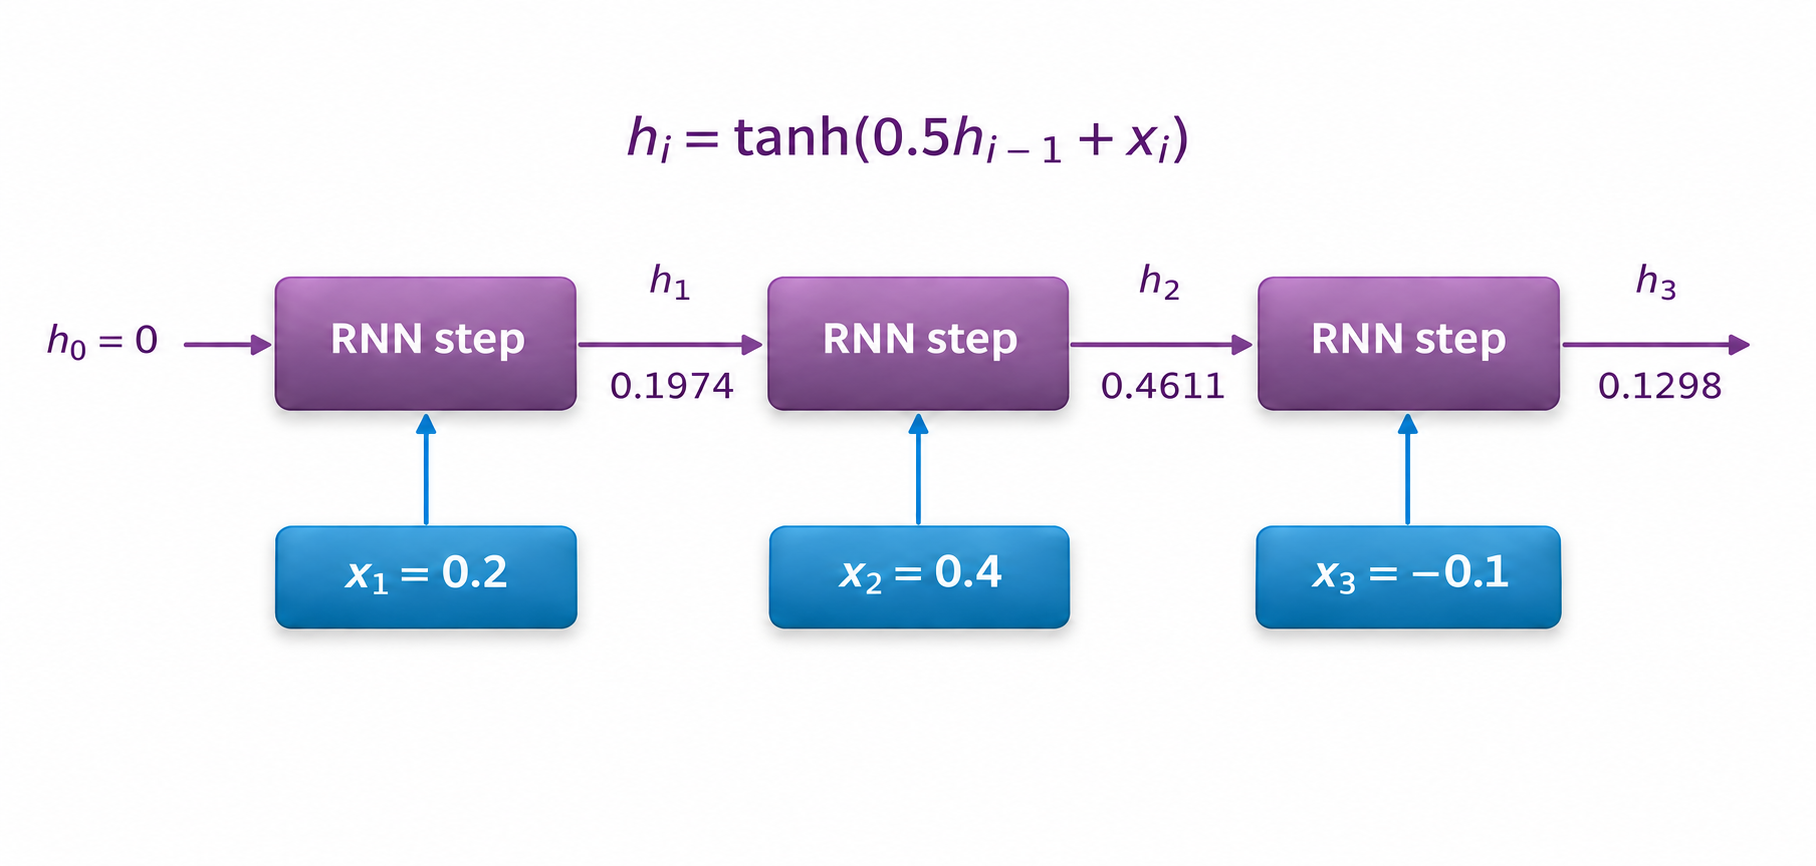 hᵢ = tanh(0.5hᵢ₋₁ + xᵢ)
h₁
h₂
h₃
h₀ = 0
RNN step
RNN step
RNN step
0.1974
0.4611
0.1298
x₁ = 0.2
x₂ = 0.4
x₃ = −0.1